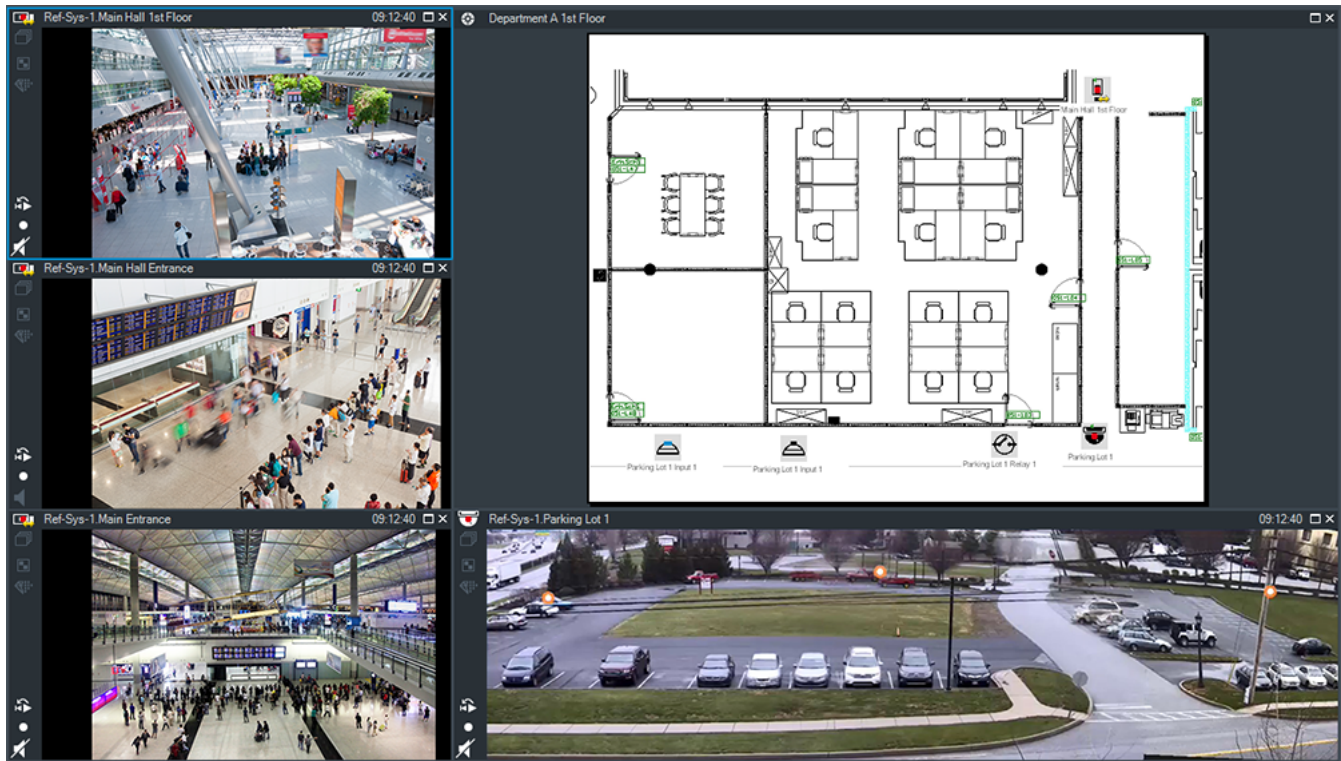 Ref-Sys-1.Main Hall 1st Floor 09:12:40
Department A 1st Floor
Main Hall 1st Floor
Parking Lot 1 Input 1
Parking Lot 1 Input 1
Parking Lot 1 Relay 1
Parking Lot 1
Ref-Sys-1.Main Hall Entrance 09:12:40
Ref-Sys-1.Main Entrance 09:12:40
Ref-Sys-1.Parking Lot 1 09:12:40